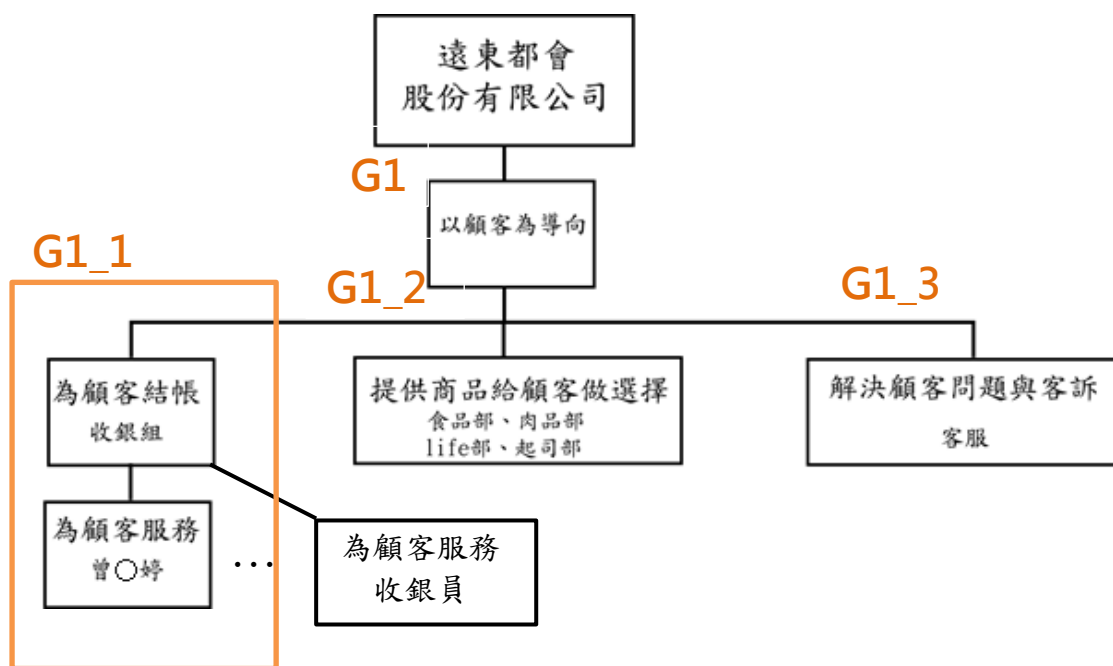 遠東都會
股份有限公司
G1
以顧客為導向
G1_1
G1_2
G1_3
為顧客結帳
收銀組
提供商品給顧客做選擇
食品部、肉品部
life部、起司部
解決顧客問題與客訴
客服
為顧客服務
曾○婷
...
為顧客服務
收銀員